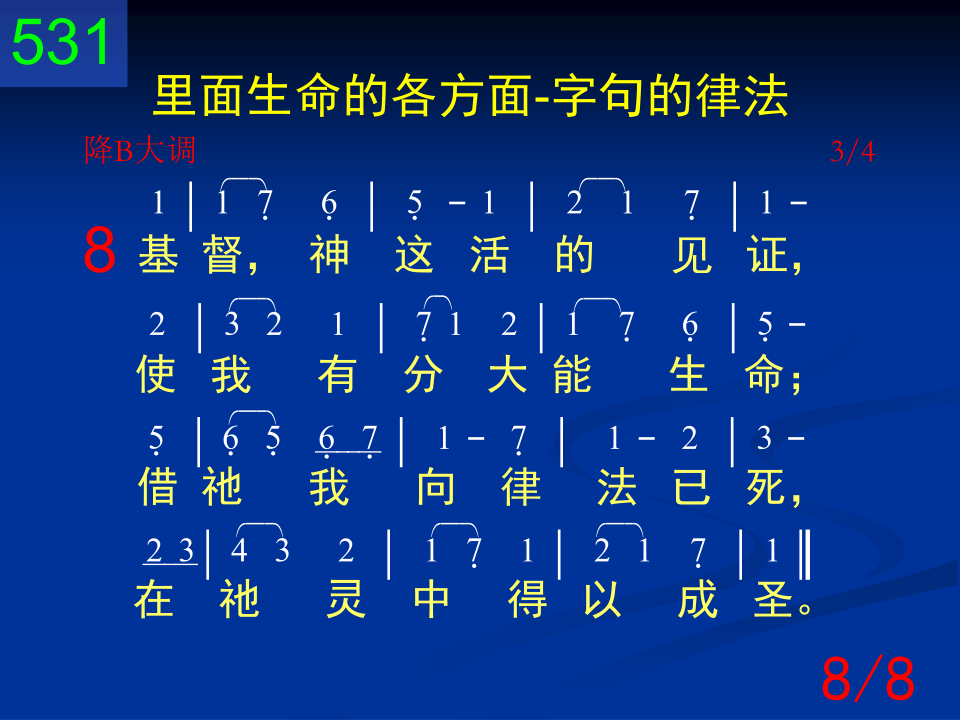 531
里面生命的各方面-字句的律法
降B大调 3/4
1 | 1 7̣ 6̣ | 5̣ - 1 | 2 1 7̣ | 1 -
8 基 督， 神 这 活 的 见 证，
2 | 3 2 1 | 7̣ 1 2 | 1 7̣ 6̣ | 5̣ -
使 我 有 分 大 能 生 命；
5̣ | 6̣ 5̣ 6̣ 7̣ | 1 - 7̣ | 1 - 2 | 3 -
借 祂 我 向 律 法 已 死，
2 3 | 4 3 2 | 1 7̣ 1 | 2 1 7̣ | 1 ‖
在 祂 灵 中 得 以 成 圣。
8/8